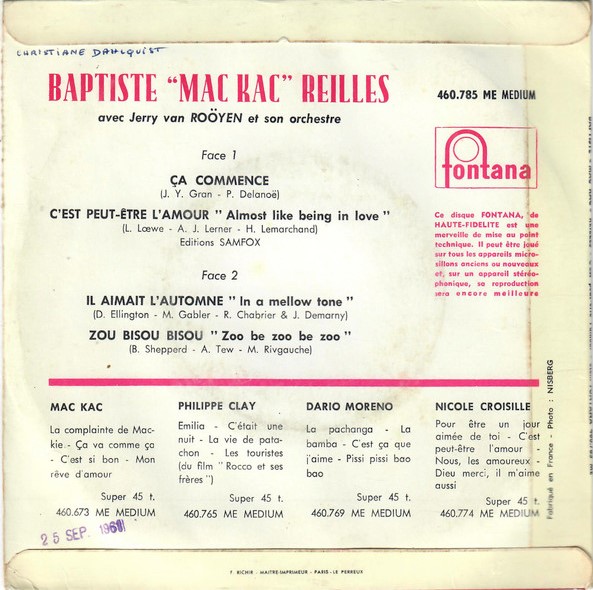 CHRISTIANE DAHLQUIST
BAPTISTE "MAC KAC" REILLES
460.785 ME MEDIUM
avec Jerry van ROÖYEN et son orchestre
Face 1
ÇA COMMENCE
(J. Y. Gran - P. Delanoë)
C'EST PEUT-ÊTRE L'AMOUR " Almost like being in love "
(L. Lœwe - A. J. Lerner - H. Lemarchand)
Editions SAMFOX
Face 2
IL AIMAIT L'AUTOMNE " In a mellow tone "
(D. Ellington - M. Gabler - R. Chabrier & J. Demarny)
ZOU BISOU BISOU " Zoo be zoo be zoo "
(B. Shepperd - A. Tew - M. Rivgauche)
fontana
Ce disque FONTANA, de
HAUTE-FIDELITE est une
merveille de mise au point
technique. Il peut être joué
sur tous les appareils micro-
sillons anciens ou nouveaux
et, sur un appareil stéréo-
phonique, sa reproduction
sera encore meilleure
MAC KAC
La complainte de Mac-
kie - Ça va comme ça
- C'est si bon - Mon
rêve d'amour
Super 45 t.
460.673 ME MEDIUM
PHILIPPE CLAY
Emilia - C'était une
nuit - La vie de pata-
chon - Les touristes
(du film " Rocco et ses
frères ")
Super 45 t.
460.765 ME MEDIUM
DARIO MORENO
La pachanga - La
bamba - C'est ça que
j'aime - Pissi pissi bao
bao
Super 45 t.
460.769 ME MEDIUM
NICOLE CROISILLE
Pour être un jour
aimée de toi - C'est
peut-être l'amour -
Nous, les amoureux -
Dieu merci, il m'aime
aussi
Super 45 t.
460.774 ME MEDIUM
Fabriqué en France - Photo : NISBERG
25 SEP. 1961
F. KICHIR - MAITRE-IMPRIMEUR - PARIS - LE PERREUX